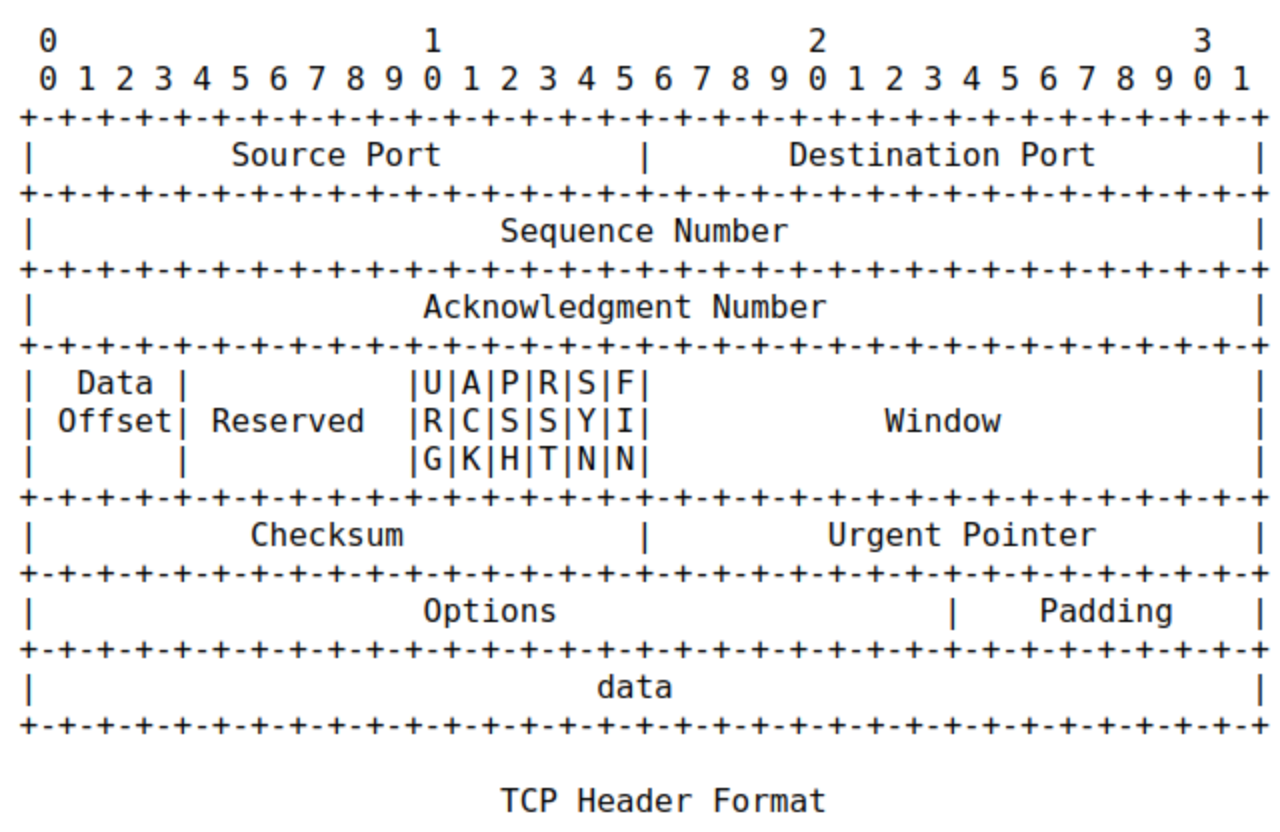 0                   1                   2                   3
    0 1 2 3 4 5 6 7 8 9 0 1 2 3 4 5 6 7 8 9 0 1 2 3 4 5 6 7 8 9 0 1
   +-+-+-+-+-+-+-+-+-+-+-+-+-+-+-+-+-+-+-+-+-+-+-+-+-+-+-+-+-+-+-+-+
   |          Source Port          |       Destination Port        |
   +-+-+-+-+-+-+-+-+-+-+-+-+-+-+-+-+-+-+-+-+-+-+-+-+-+-+-+-+-+-+-+-+
   |                        Sequence Number                        |
   +-+-+-+-+-+-+-+-+-+-+-+-+-+-+-+-+-+-+-+-+-+-+-+-+-+-+-+-+-+-+-+-+
   |                    Acknowledgment Number                      |
   +-+-+-+-+-+-+-+-+-+-+-+-+-+-+-+-+-+-+-+-+-+-+-+-+-+-+-+-+-+-+-+-+
   |  Data |           |U|A|P|R|S|F|                               |
   | Offset| Reserved  |R|C|S|S|Y|I|            Window             |
   |       |           |G|K|H|T|N|N|                               |
   +-+-+-+-+-+-+-+-+-+-+-+-+-+-+-+-+-+-+-+-+-+-+-+-+-+-+-+-+-+-+-+-+
   |           Checksum            |         Urgent Pointer        |
   +-+-+-+-+-+-+-+-+-+-+-+-+-+-+-+-+-+-+-+-+-+-+-+-+-+-+-+-+-+-+-+-+
   |                    Options                    |    Padding    |
   +-+-+-+-+-+-+-+-+-+-+-+-+-+-+-+-+-+-+-+-+-+-+-+-+-+-+-+-+-+-+-+-+
   |                             data                              |
   +-+-+-+-+-+-+-+-+-+-+-+-+-+-+-+-+-+-+-+-+-+-+-+-+-+-+-+-+-+-+-+-+
                            TCP Header Format